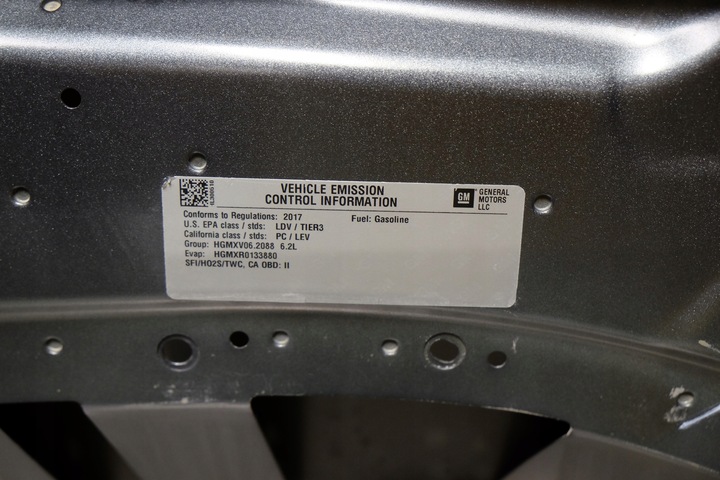 VEHICLE EMISSION
CONTROL INFORMATION
GM
GENERAL
MOTORS
LLC
Conforms to Regulations: 2017 Fuel: Gasoline
U.S. EPA class / stds: LDV / TIER3
California class / stds: PC / LEV
Group: HGMXV06.2088 6.2L
Evap: HGMXR0133880
SFI/HO2S/TWC, CA OBD: II